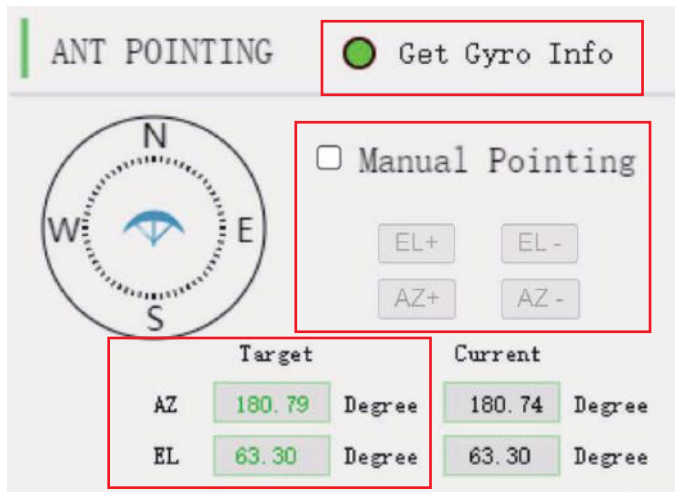 ANT POINTING Get Gyro Info
N
W E
S
Manual Pointing
EL+ EL -
AZ+ AZ -
Target Current
AZ 180.79 Degree 180.74 Degree
EL 63.30 Degree 63.30 Degree